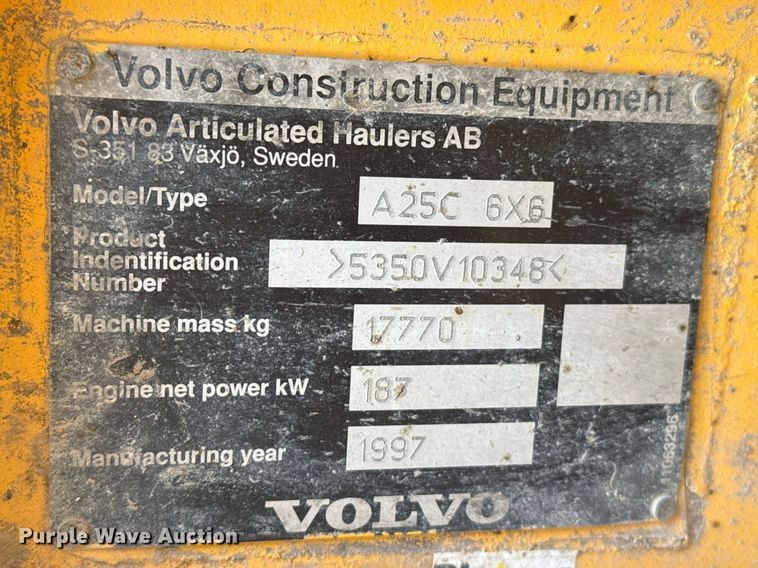 Volvo Construction Equipment
Volvo Articulated Haulers AB
S-351 83 Växjö, Sweden
Model/Type A25C 6X6
Product
Indentification
Number >5350V10348<
Machine mass kg 17770
Engine net power kW 187
Manufacturing year 1997
VOLVO
Purple Wave Auction